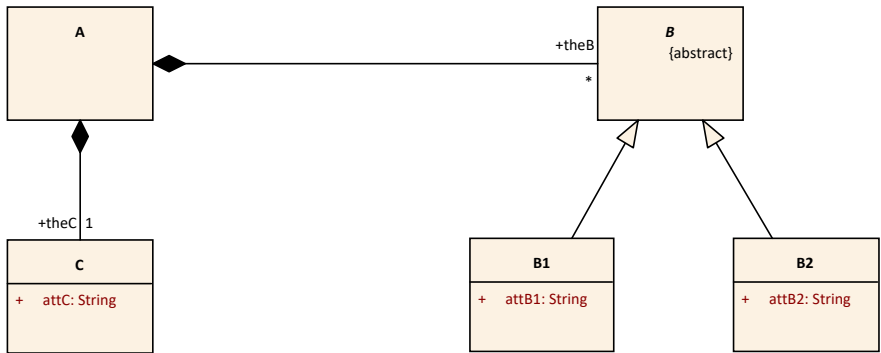 A
B
{abstract}
+theB
*
+theC 1
C
+ attC: String
B1
+ attB1: String
B2
+ attB2: String